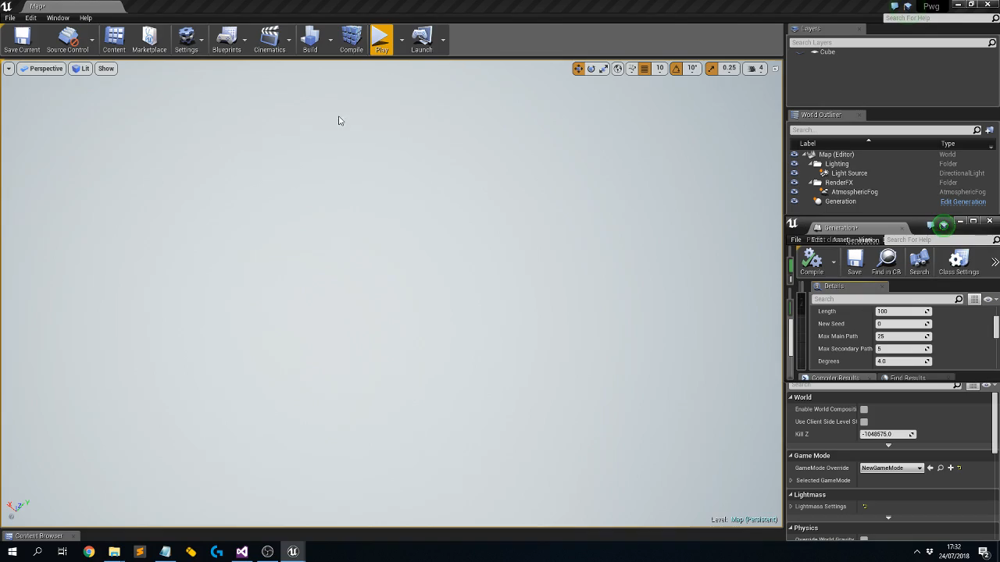 Map*
Pwg
File Edit Window Help
Search For Help
Save Current
Source Control
Content
Marketplace
Settings
Blueprints
Cinematics
Build
Compile
Play
Launch
Perspective
Lit
Show
10
10°
0.25
4
Layers
Search Layers
Cube
World Outliner
Search...
Label Type
Map (Editor) World
Lighting Folder
Light Source DirectionalLight
RenderFX Folder
AtmosphericFog AtmosphericFog
Generation Edit Generation
Generation*
File Edit Asset View Generation
Search For Help
Compile
Save
Find in CB
Search
Class Settings
Details
Search
Length 100
New Seed 0
Max Main Path 25
Max Secondary Path 5
Degrees 4.0
Compiler Results
Find Results
Search
World
Enable World Compositi
Use Client Side Level St
Kill Z -1048575.0
Game Mode
GameMode Override NewGameMode
Selected GameMode
Lightmass
Lightmass Settings
Physics
Override World Gravity
Level: Map (Persistent)
X Z Y
Content Browser
17:32
24/07/2018
2